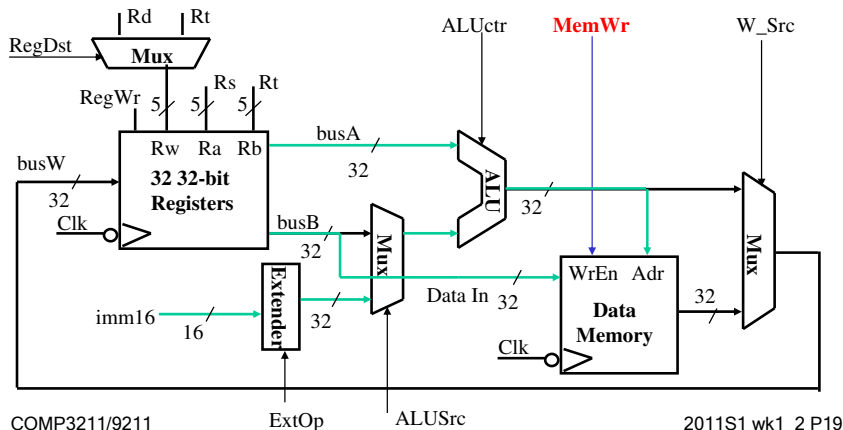 Rd Rt
RegDst
Mux
ALUctr
MemWr
W_Src
RegWr
5
5
Rs
5
Rt
busA
32
busW
32
Rw Ra Rb
32 32-bit
Registers
Clk
busB
32
Mux
ALU
32
Mux
imm16
16
Extender
32
Data In
32
WrEn Adr
Data
Memory
32
Clk
COMP3211/9211
ExtOp
ALUSrc
2011S1 wk1_2 P19